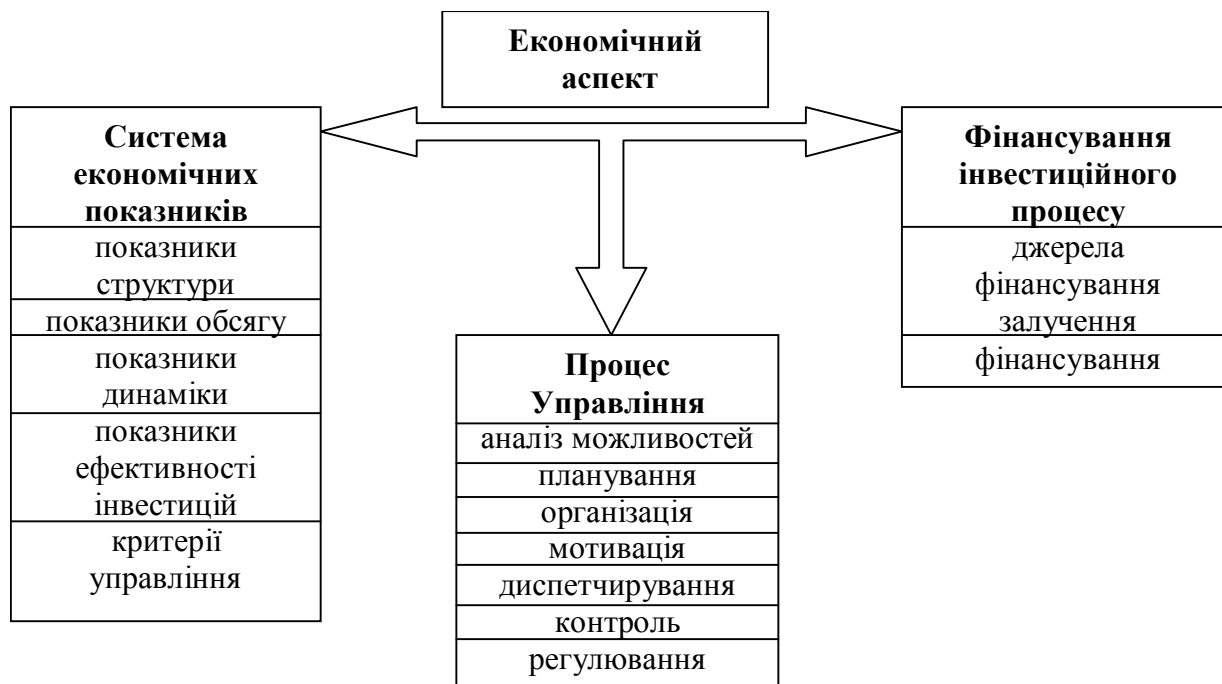 Економічний
аспект
Система
економічних
показників
показники
структури
показники обсягу
показники
динаміки
показники
ефективності
інвестицій
критерії
управління
Процес
Управління
аналіз можливостей
планування
організація
мотивація
диспетчирування
контроль
регулювання
Фінансування
інвестиційного
процесу
джерела
фінансування
залучення
фінансування